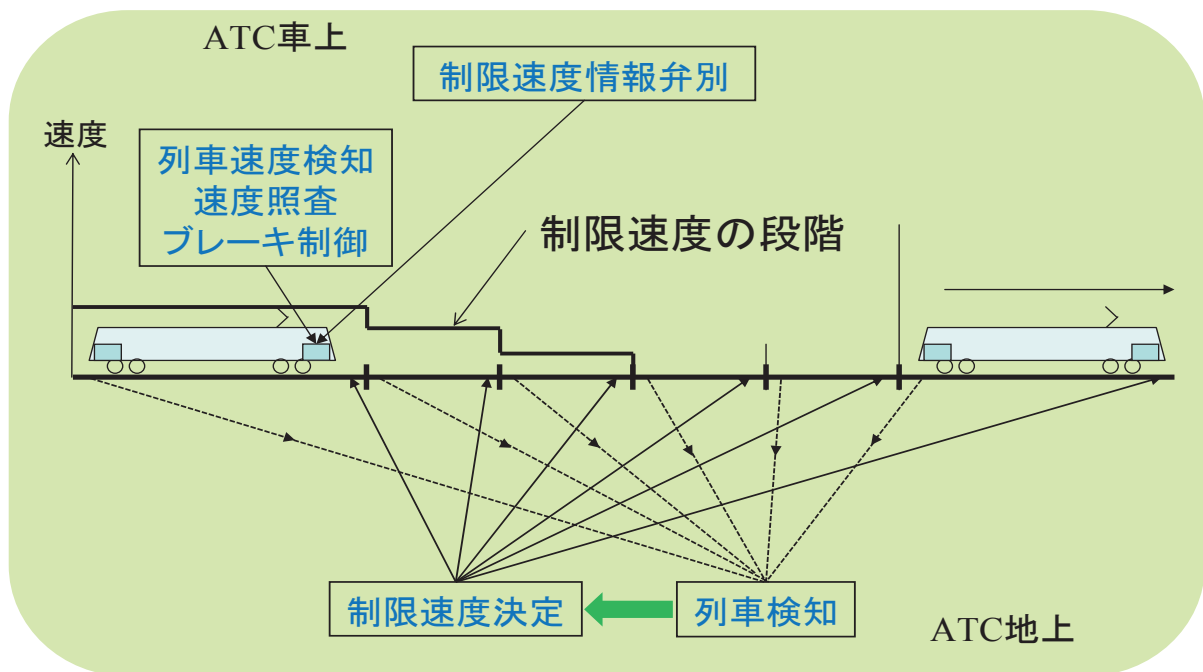 ATC車上
制限速度情報弁別
速度
列車速度検知
速度照査
ブレーキ制御
制限速度の段階
制限速度決定
列車検知
ATC地上